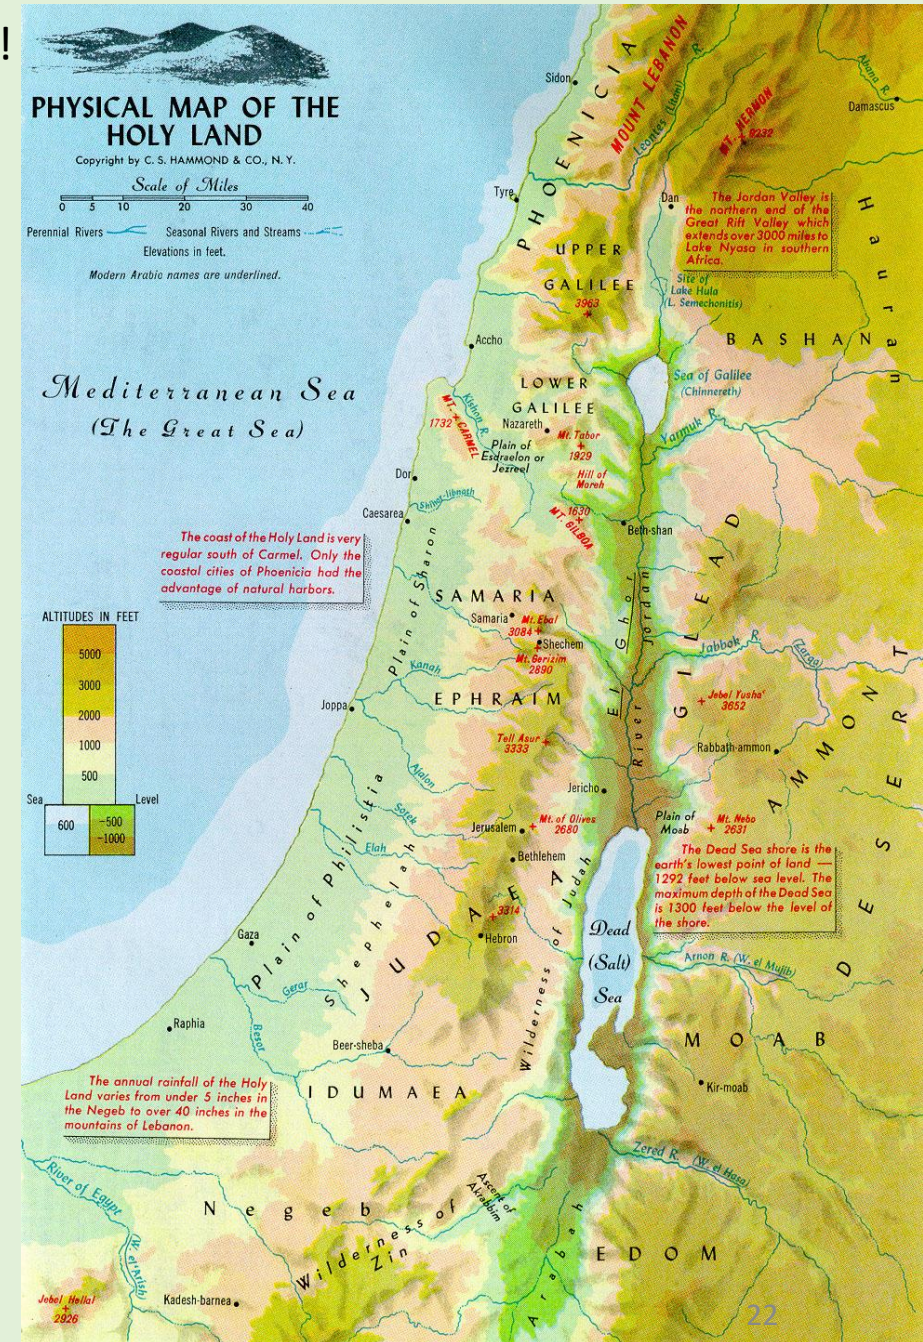 !
PHYSICAL MAP OF THE
HOLY LAND
Copyright by C. S. HAMMOND & CO., N. Y.
Scale of Miles
0 5 10 20 30 40
Perennial Rivers Seasonal Rivers and Streams
Elevations in feet.
Modern Arabic names are underlined.
Sidon
PHOENICIA
MOUNT LEBANON
Leontes (Litani) R.
MT. HERMON
9232
Abana R.
Damascus
Tyre
Dan
The Jordan Valley is
the northern end of the
Great Rift Valley which
extends over 3000 miles to
Lake Nyasa in southern
Africa.
Hauran
UPPER
GALILEE
3963
Site of
Lake Hula
(L. Semechonitis)
BASHAN
Accho
Mediterranean Sea
(The Great Sea)
LOWER
GALILEE
Sea of Galilee
(Chinnereth)
Kishon R.
MT. CARMEL
1732
Nazareth
Mt. Tabor
1929
Yarmuk R.
Plain of
Esdraelon or
Jezreel
Hill of
Moreh
Dor
Shihor-libnath
Caesarea
1630
MT. GILBOA
Beth-shan
The coast of the Holy Land is very
regular south of Carmel. Only the
coastal cities of Phoenicia had the
advantage of natural harbors.
Plain of Sharon
GILEAD
El Ghor
River Jordan
SAMARIA
Samaria
Mt. Ebal
3084
Shechem
Mt. Gerizim
2890
Jabbok R.
(Zarqa)
ALTITUDES IN FEET
5000
3000
2000
1000
500
Sea Level
600
-500
-1000
Kanah
EPHRAIM
Jebel Yusha'
3652
Joppa
Tell Asur
3333
Rabbath-ammon
AMMON
DESERT
Ajalon
Jericho
Sorek
Plain of
Moab
Mt. Nebo
2631
Jerusalem
Mt. of Olives
2680
Elah
Bethlehem
The Dead Sea shore is the
earth's lowest point of land —
1292 feet below sea level. The
maximum depth of the Dead Sea
is 1300 feet below the level of
the shore.
Plain of Philistia
Shephelah
JUDAEA
Wilderness of Judah
3314
Hebron
Dead
(Salt)
Sea
Gaza
Arnon R. (W. el Mujib)
Gerar
Raphia
Besor
Beer-sheba
MOAB
Kir-moab
The annual rainfall of the Holy
Land varies from under 5 inches in
the Negeb to over 40 inches in the
mountains of Lebanon.
IDUMAEA
Zered R. (W. el Hasa)
River of Egypt
(W. el 'Arish)
Negeb
Ascent of
Akrabbim
Wilderness of
Zin
Arabah
EDOM
Jebel Hellal
2926
Kadesh-barnea
22